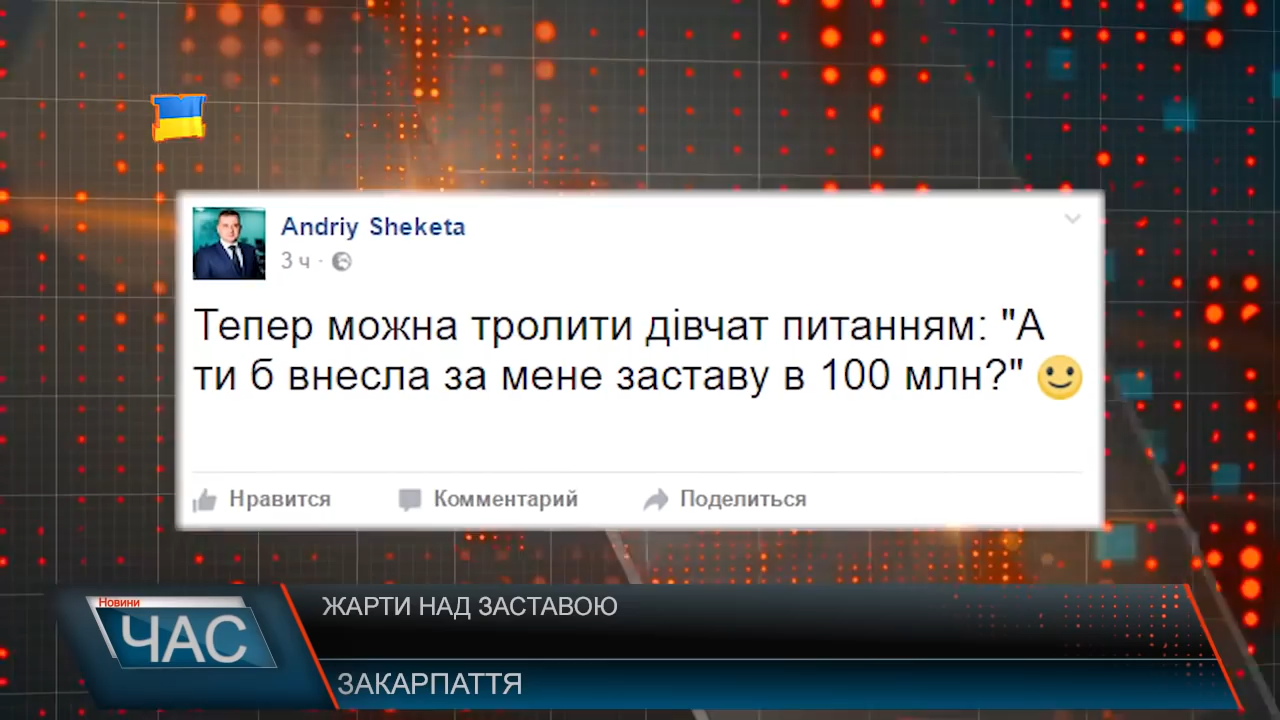 Andriy Sheketa
3 ч ·
Тепер можна тролити дівчат питанням: "А
ти б внесла за мене заставу в 100 млн?"
Нравится Комментарий Поделиться
Новини
ЧАС
ЖАРТИ НАД ЗАСТАВОЮ
ЗАКАРПАТТЯ